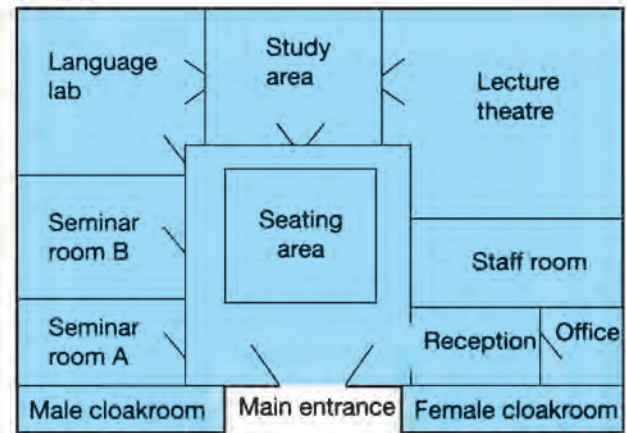 Language
lab
Study
area
Lecture
theatre
Seminar
room B
Seating
area
Staff room
Seminar
room A
Reception
Office
Male cloakroom
Main entrance
Female cloakroom